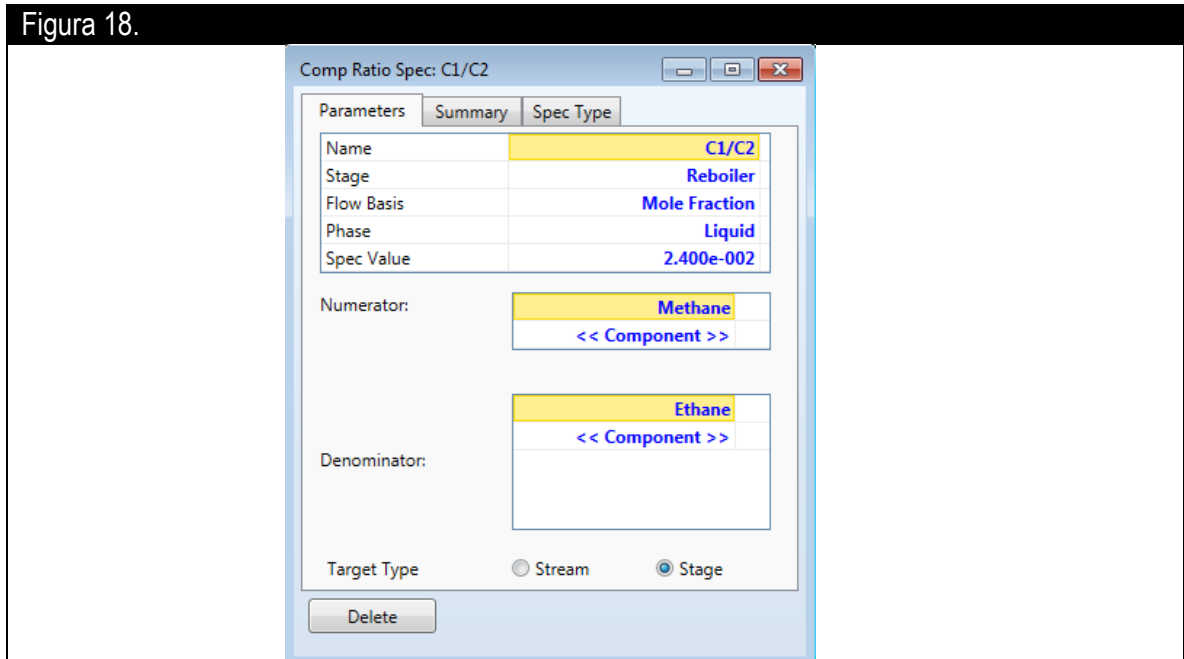 Figura 18.
Comp Ratio Spec: C1/C2
Parameters Summary Spec Type
Name C1/C2
Stage Reboiler
Flow Basis Mole Fraction
Phase Liquid
Spec Value 2.400e-002
Numerator: Methane
<< Component >>
Ethane
<< Component >>
Denominator:
Target Type Stream Stage
Delete